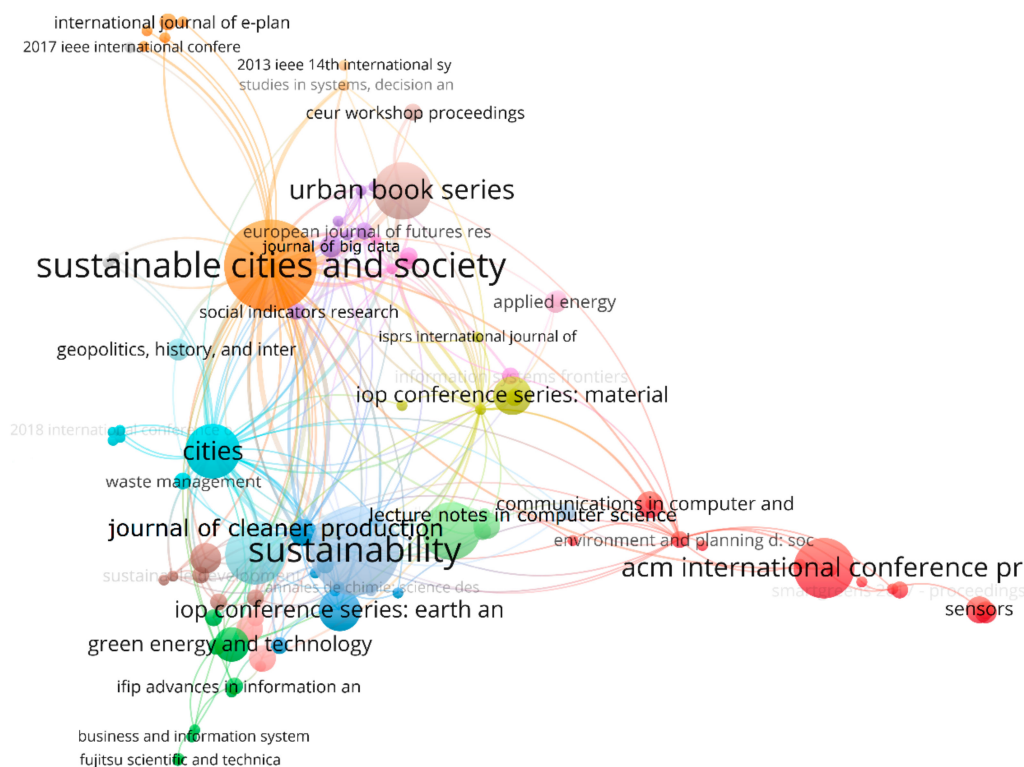 international journal of e-plan
2017 ieee international confere
2013 ieee 14th international sy
studies in systems, decision an
ceur workshop proceedings
urban book series
european journal of futures res
journal of big data
sustainable cities and society
applied energy
social indicators research
isprs international journal of
geopolitics, history, and inter
information systems frontiers
iop conference series: material
2018 international conference
cities
waste management
communications in computer and
lecture notes in computer science
journal of cleaner production
environment and planning d: soc
sustainability
acm international conference pr
sustainable development
annales de chimie: science des
smartgreens 2017 - proceedings
iop conference series: earth an
sensors
green energy and technology
ifip advances in information an
business and information system
fujitsu scientific and technica